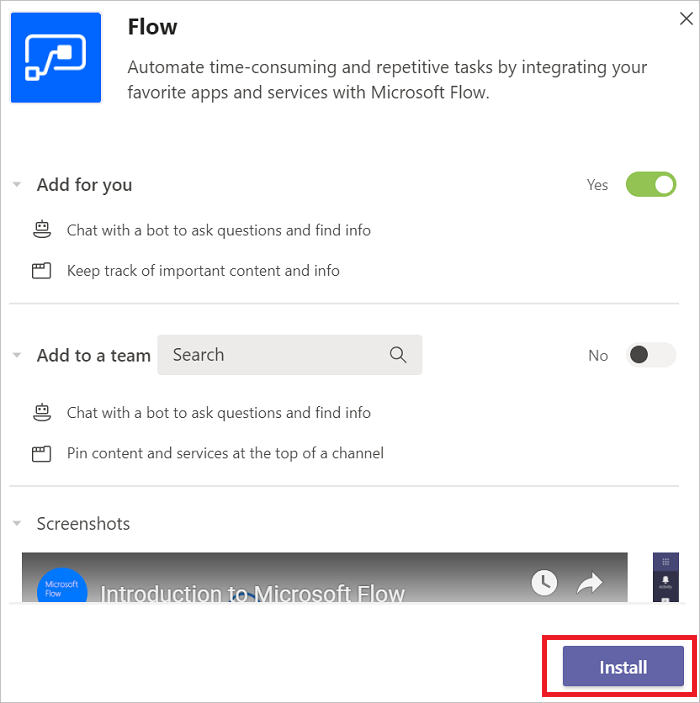 Flow
Automate time-consuming and repetitive tasks by integrating your
favorite apps and services with Microsoft Flow.
Add for you
Yes
Chat with a bot to ask questions and find info
Keep track of important content and info
Add to a team
Search
No
Chat with a bot to ask questions and find info
Pin content and services at the top of a channel
Screenshots
Microsoft
Flow
Introduction to Microsoft Flow
Activity
Install